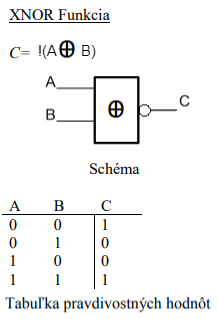 XNOR Funkcia
C= !(A⊕ B)
A
B
⊕
C
Schéma
A B C
0 0 1
0 1 0
1 0 0
1 1 1
Tabuľka pravdivostných hodnôt